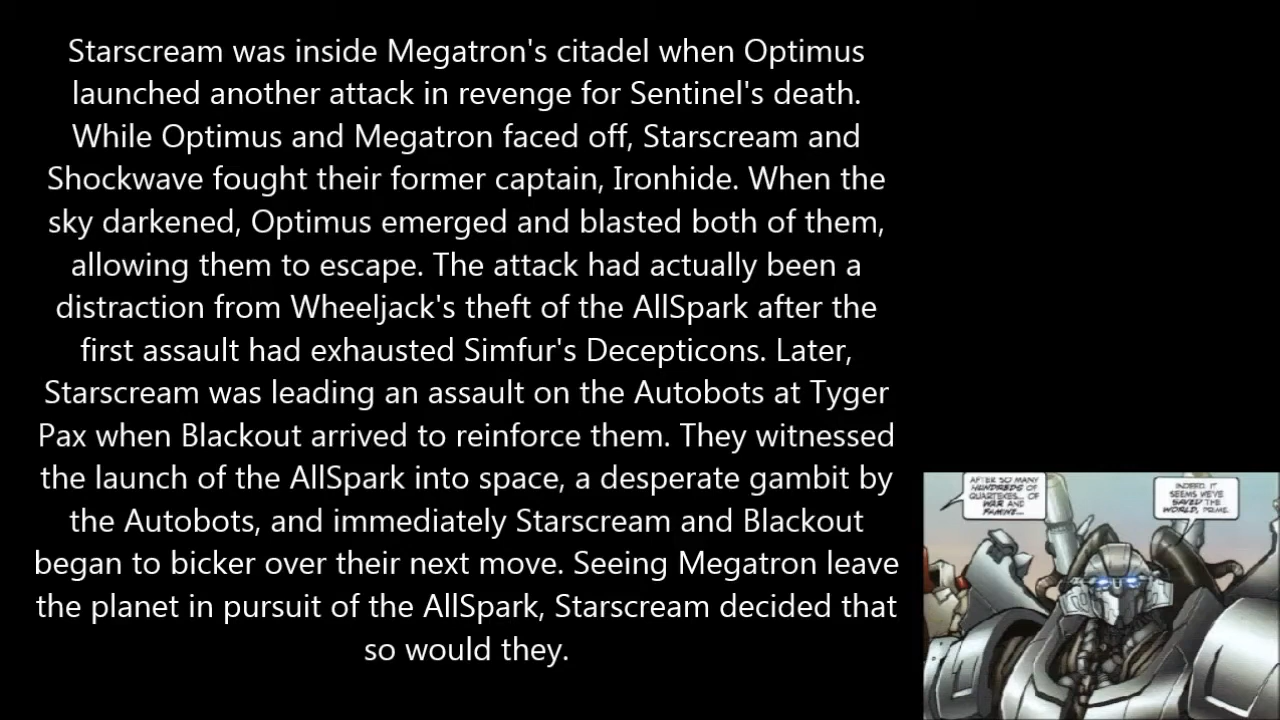 Starscream was inside Megatron's citadel when Optimus
launched another attack in revenge for Sentinel's death.
While Optimus and Megatron faced off, Starscream and
Shockwave fought their former captain, Ironhide. When the
sky darkened, Optimus emerged and blasted both of them,
allowing them to escape. The attack had actually been a
distraction from Wheeljack's theft of the AllSpark after the
first assault had exhausted Simfur's Decepticons. Later,
Starscream was leading an assault on the Autobots at Tyger
Pax when Blackout arrived to reinforce them. They witnessed
the launch of the AllSpark into space, a desperate gambit by
the Autobots, and immediately Starscream and Blackout
began to bicker over their next move. Seeing Megatron leave
the planet in pursuit of the AllSpark, Starscream decided that
so would they.
AFTER SO MANY
HUNDREDS OF
QUARTEXES... OF
WAR AND
FAMINE...
INDEED. IT
SEEMS WE'VE
SAVED THE
WORLD, PRIME.